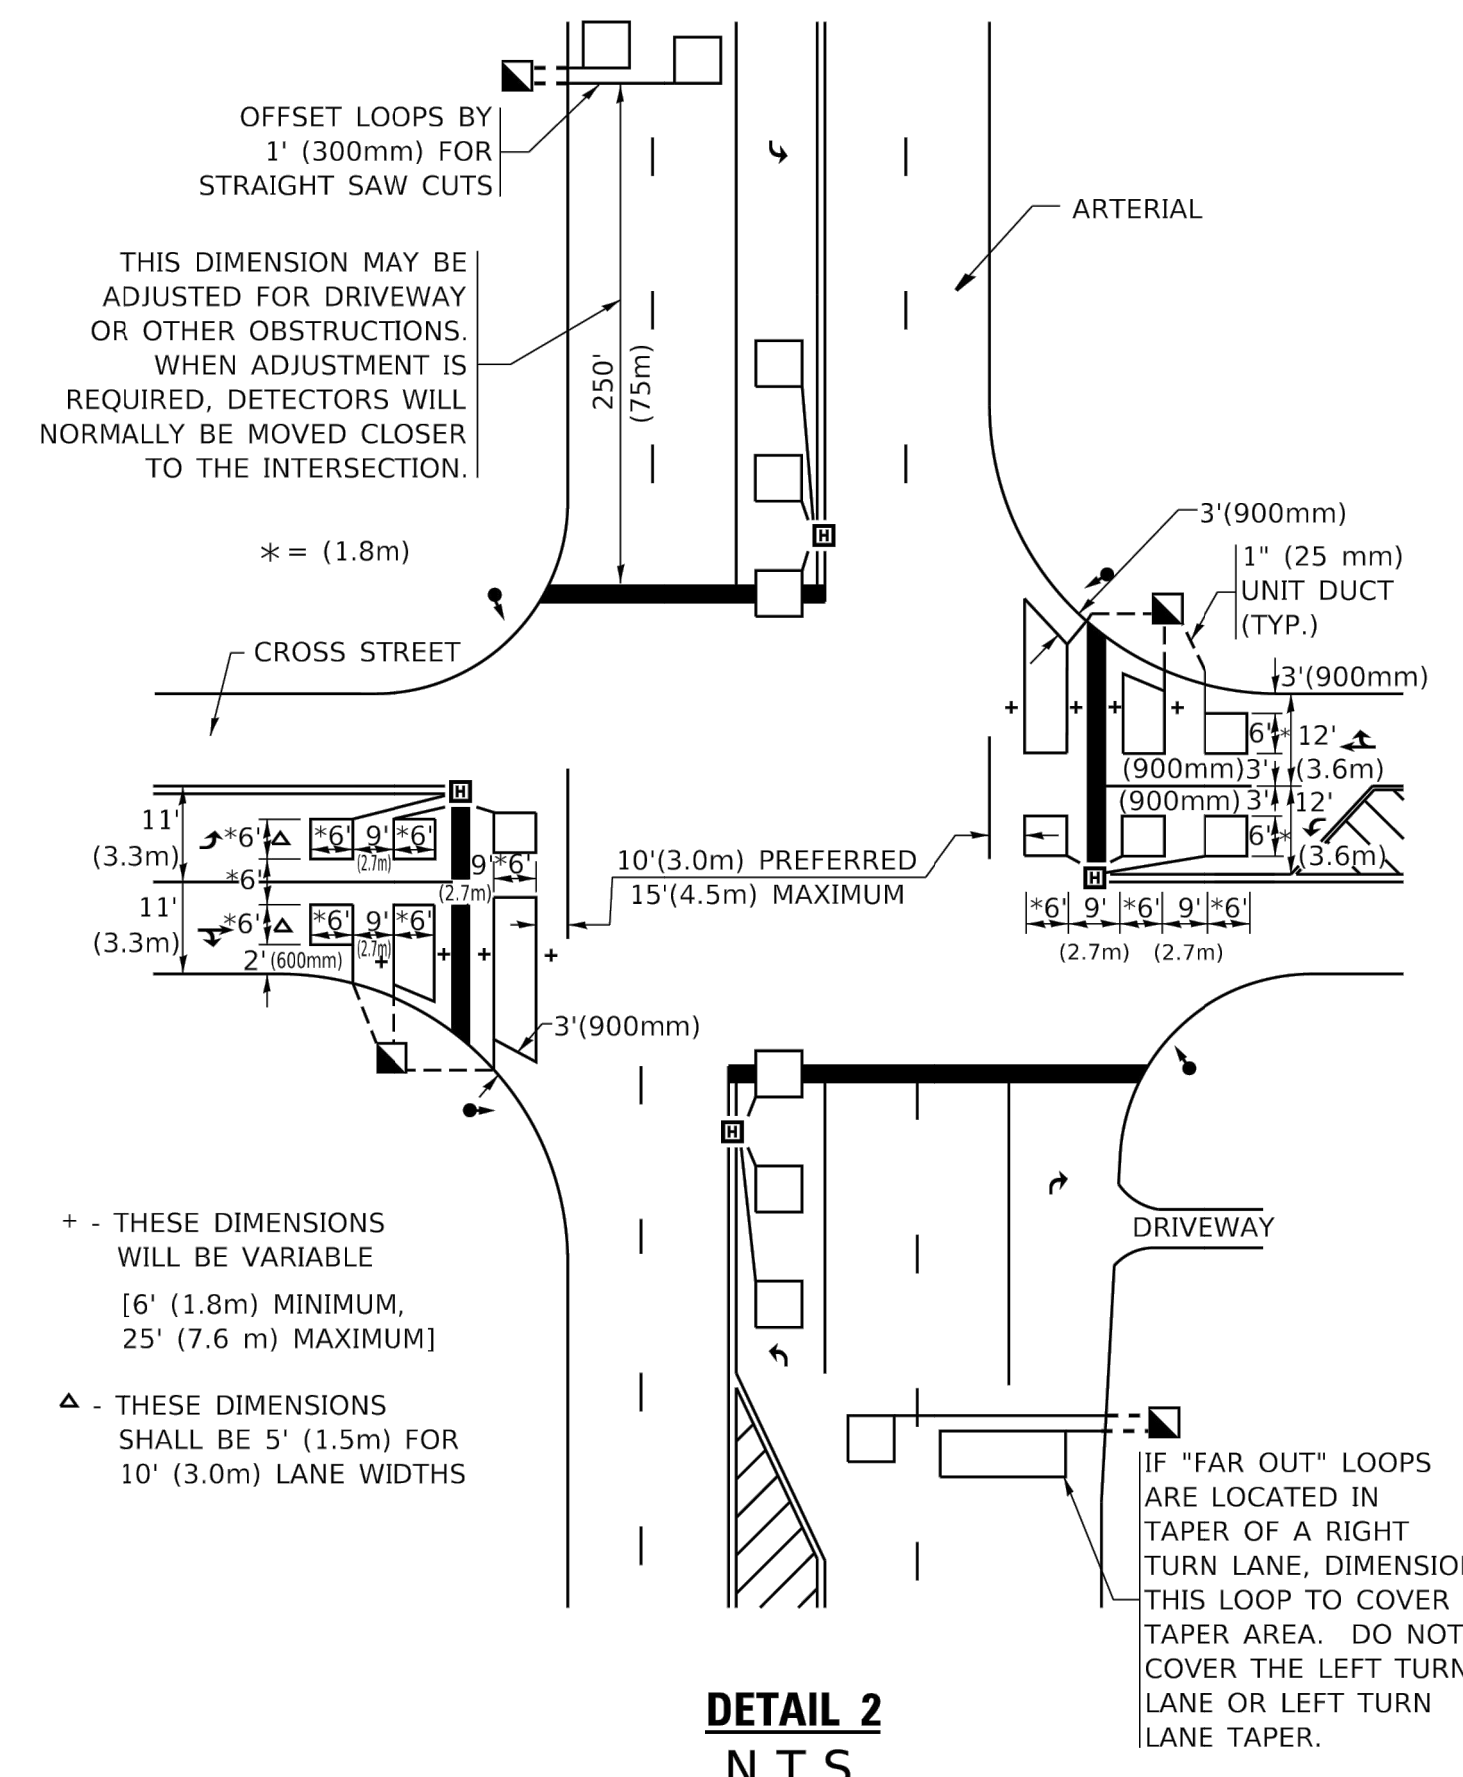 OFFSET LOOPS BY
1' (300mm) FOR
STRAIGHT SAW CUTS
ARTERIAL
THIS DIMENSION MAY BE
ADJUSTED FOR DRIVEWAY
OR OTHER OBSTRUCTIONS.
WHEN ADJUSTMENT IS
REQUIRED, DETECTORS WILL
NORMALLY BE MOVED CLOSER
TO THE INTERSECTION.
250'
(75m)
H
* = (1.8m)
3'(900mm)
1" (25 mm)
UNIT DUCT
(TYP.)
CROSS STREET
3'(900mm)
+ + + +
6' * 12'
(900mm) 3' (3.6m)
(900mm) 3' 12'
6' * (3.6m)
H
*6' 9' *6' 9' *6'
(2.7m) (2.7m)
H
11'
(3.3m)
*6' △ *6' 9' *6'
(2.7m)
*6'
9' *6'
(2.7m)
11'
(3.3m)
*6' △ *6' 9' *6'
(2.7m)
2' (600mm)
+ + + +
10'(3.0m) PREFERRED
15'(4.5m) MAXIMUM
3'(900mm)
H
DRIVEWAY
+ - THESE DIMENSIONS
WILL BE VARIABLE
[6' (1.8m) MINIMUM,
25' (7.6 m) MAXIMUM]
△ - THESE DIMENSIONS
SHALL BE 5' (1.5m) FOR
10' (3.0m) LANE WIDTHS
IF "FAR OUT" LOOPS
ARE LOCATED IN
TAPER OF A RIGHT
TURN LANE, DIMENSIO
THIS LOOP TO COVER
TAPER AREA. DO NOT
COVER THE LEFT TURN
LANE OR LEFT TURN
LANE TAPER.
DETAIL 2
N T S